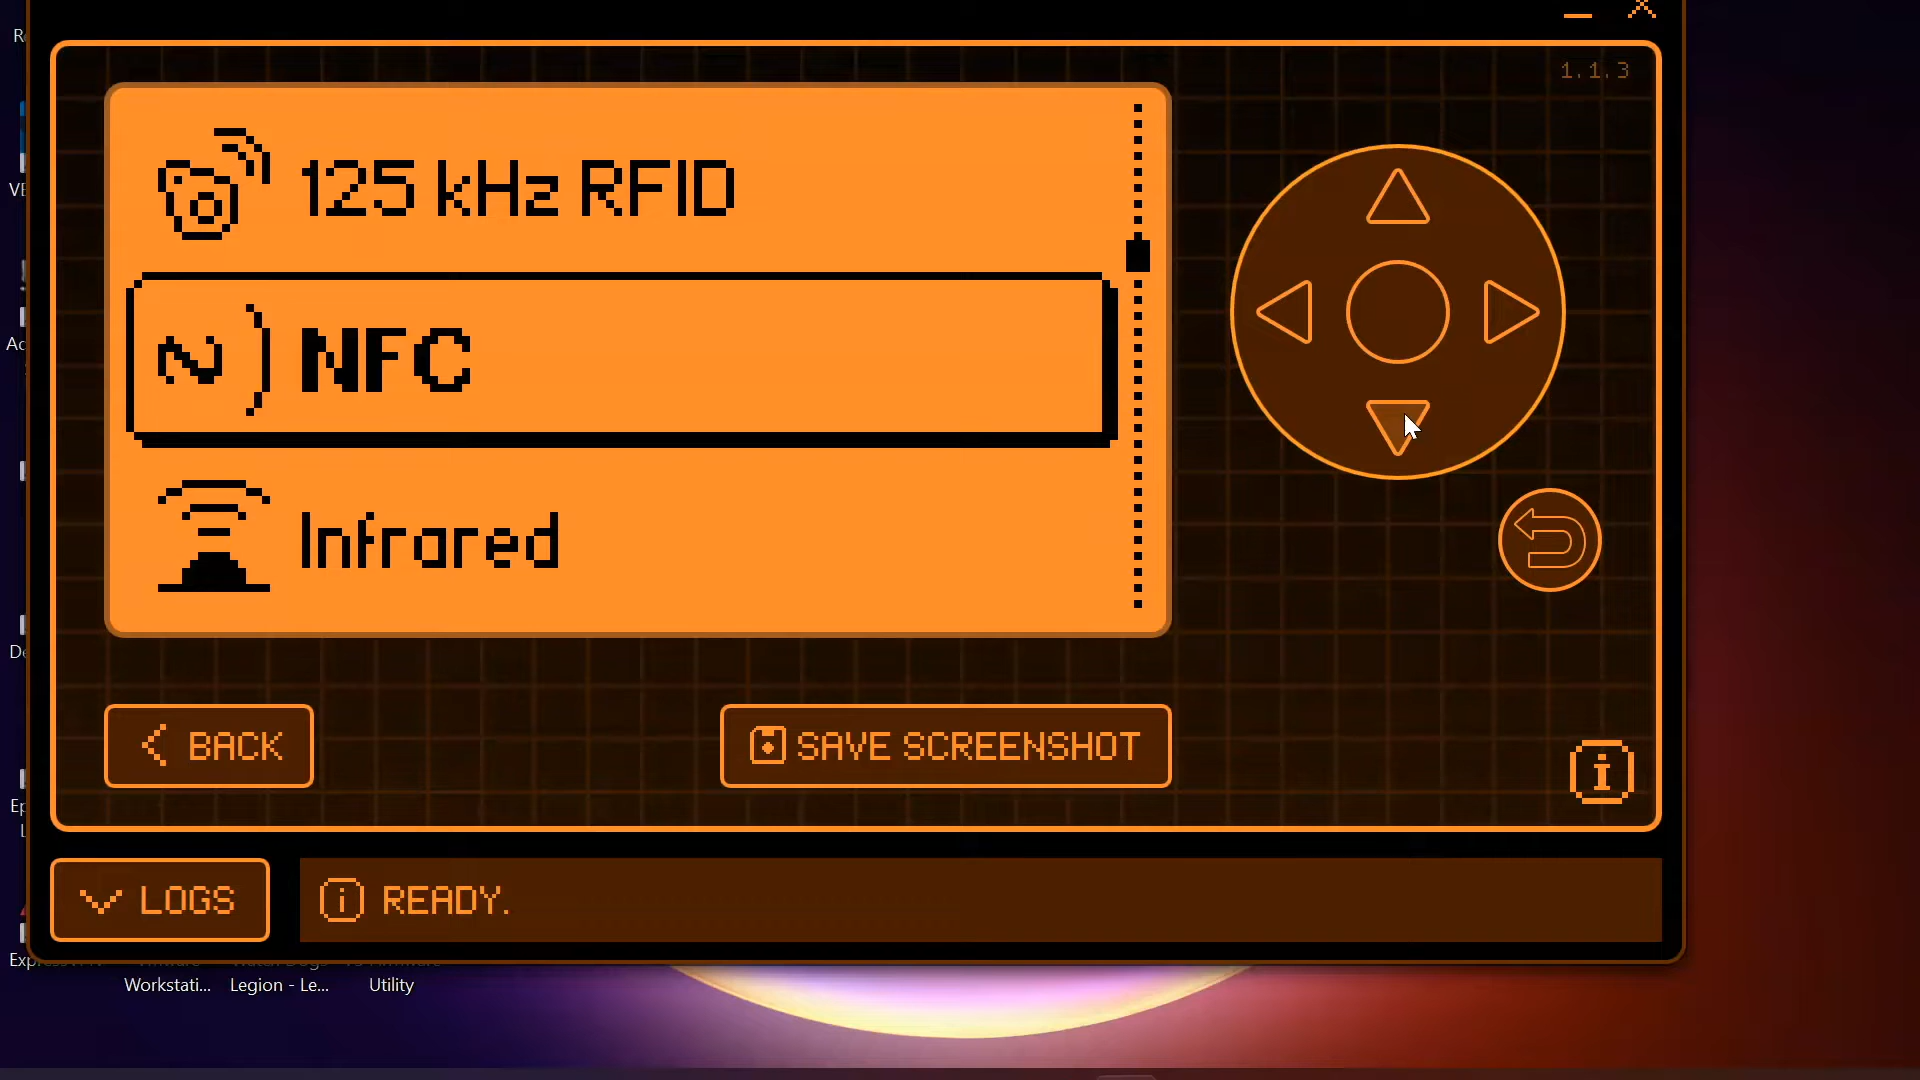 1.1.3
125 kHz RFID
NFC
Infrared
BACK
SAVE SCREENSHOT
LOGS
READY.
Workstati...
Legion - Le...
Utility